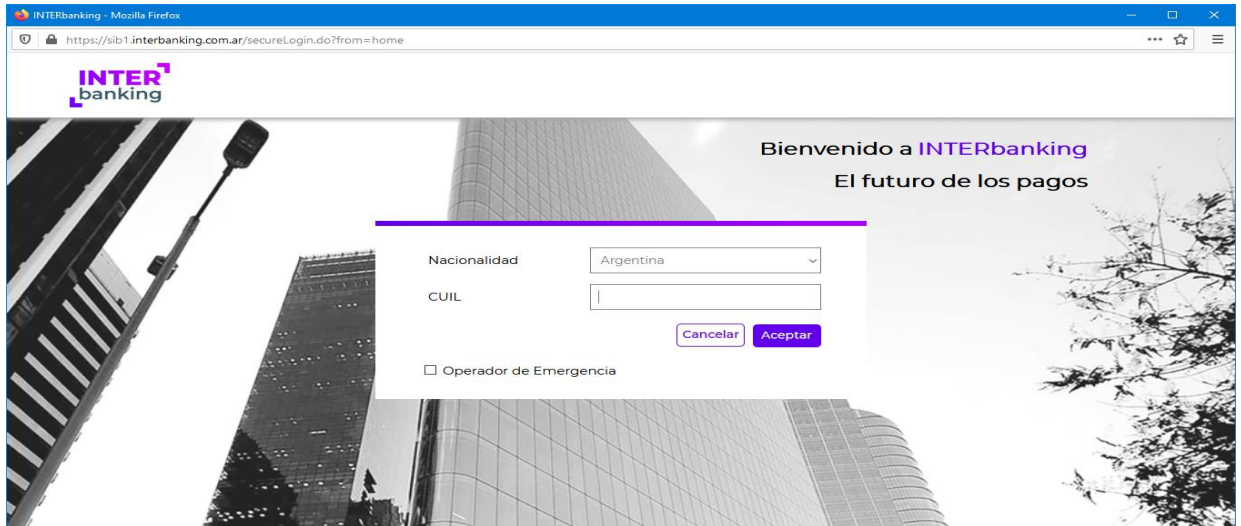 INTERbanking - Mozilla Firefox
https://sib1.interbanking.com.ar/secureLogin.do?from=home
INTER
banking
Bienvenido a INTERbanking
El futuro de los pagos
Nacionalidad Argentina
CUIL
Cancelar Aceptar
Operador de Emergencia